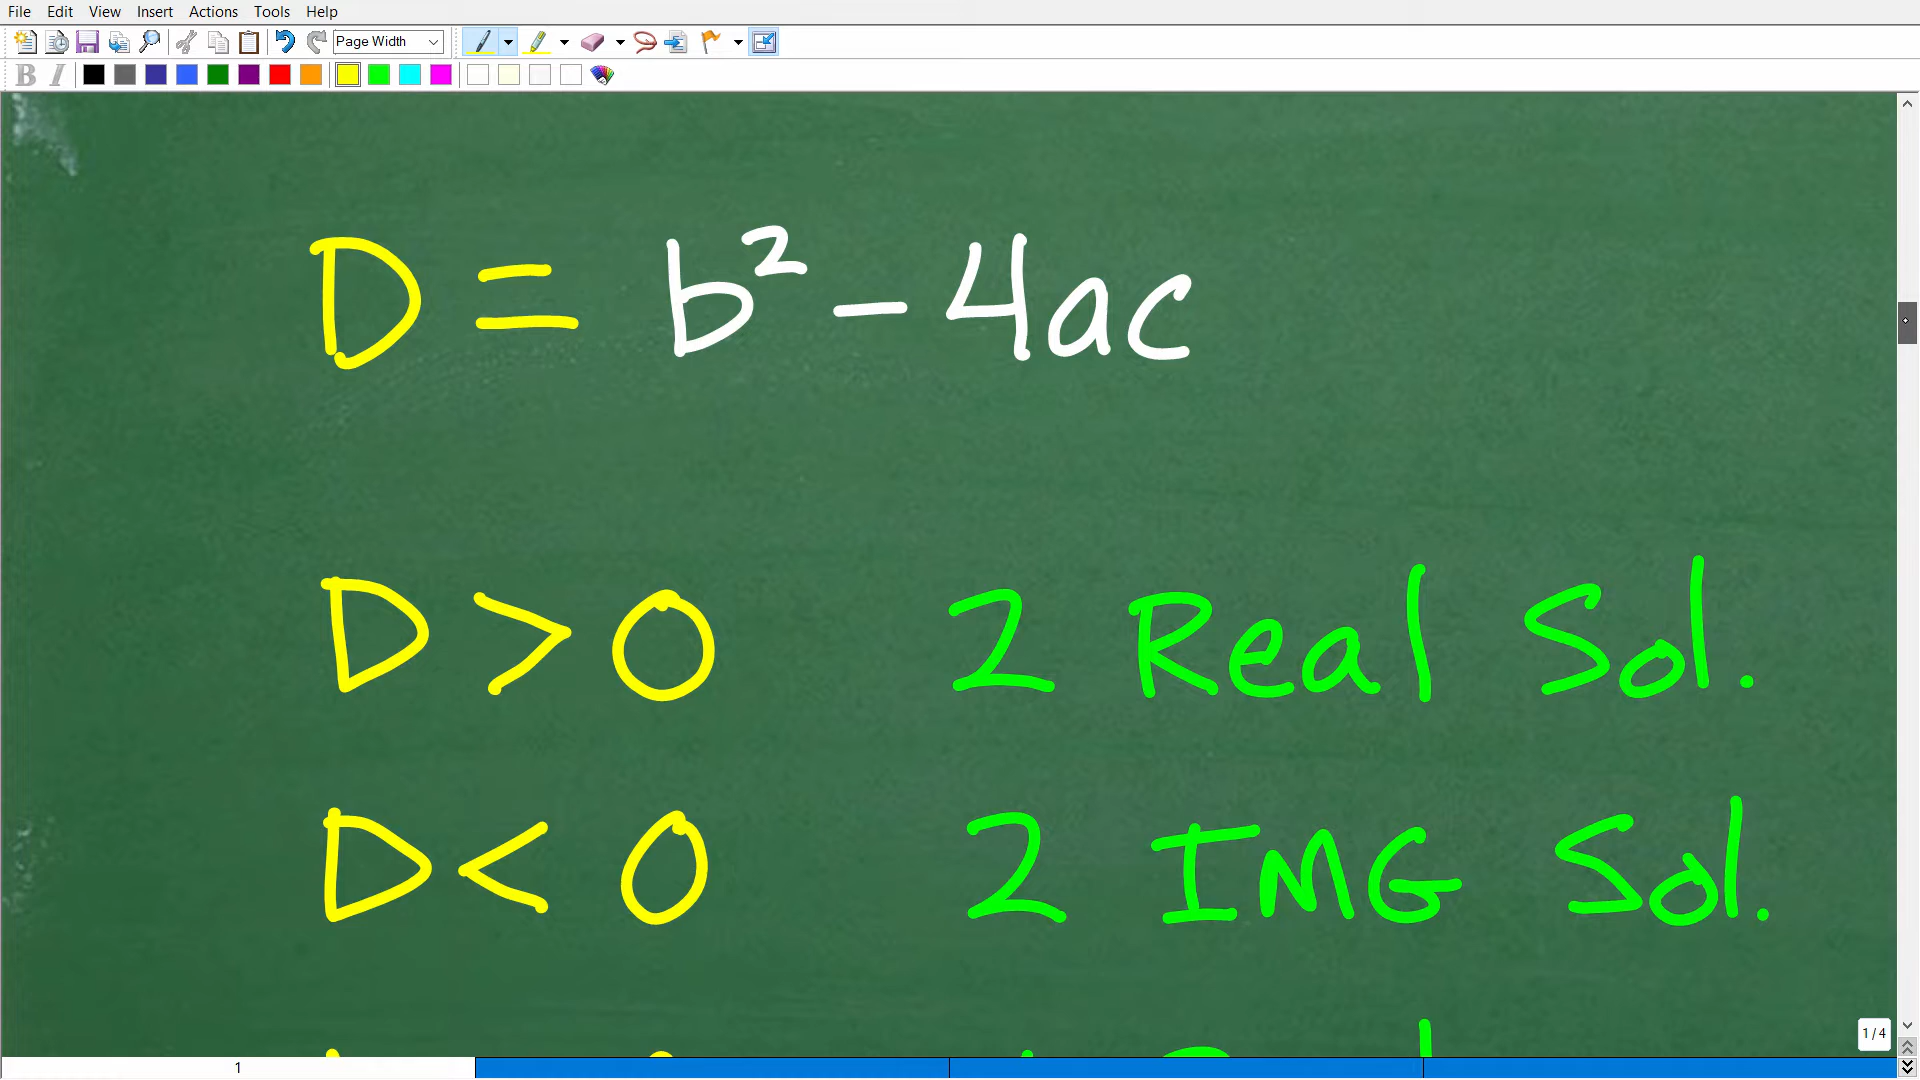 File Edit View Insert Actions Tools Help
Page Width
B I
D = b² - 4ac
D > 0 2 Real Sol.
D < 0 2 IMG Sol.
1 / 4
1